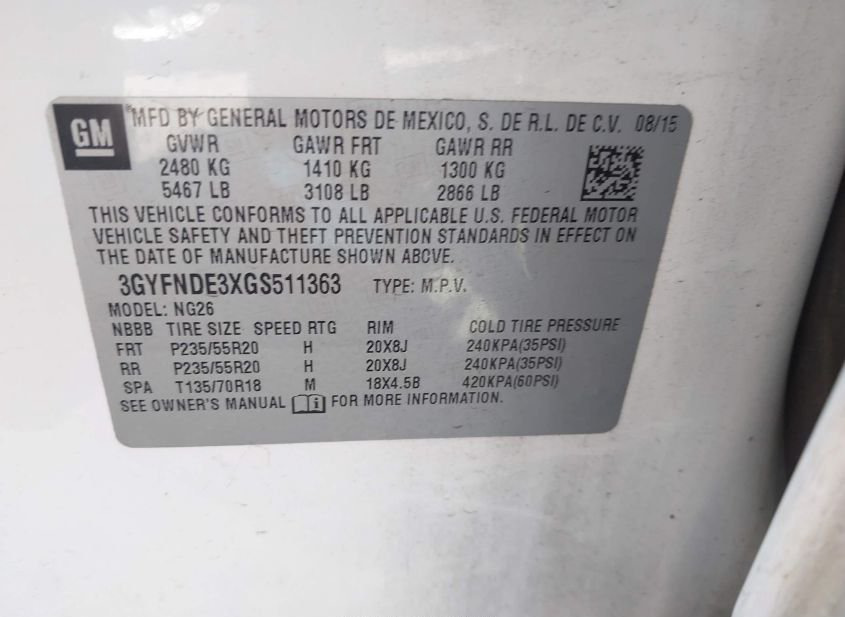 GM
MFD BY GENERAL MOTORS DE MEXICO, S. DE R.L. DE C.V. 08/15
GVWR GAWR FRT GAWR RR
2480 KG 1410 KG 1300 KG
5467 LB 3108 LB 2866 LB
THIS VEHICLE CONFORMS TO ALL APPLICABLE U.S. FEDERAL MOTOR
VEHICLE SAFETY AND THEFT PREVENTION STANDARDS IN EFFECT ON
THE DATE OF MANUFACTURE SHOWN ABOVE.
3GYFNDE3XGS511363 TYPE: M.P.V.
MODEL: NG26
NBBB TIRE SIZE SPEED RTG RIM COLD TIRE PRESSURE
FRT P235/55R20 H 20X8J 240KPA(35PSI)
RR P235/55R20 H 20X8J 240KPA(35PSI)
SPA T135/70R18 M 18X4.5B 420KPA(60PSI)
SEE OWNER'S MANUAL FOR MORE INFORMATION.